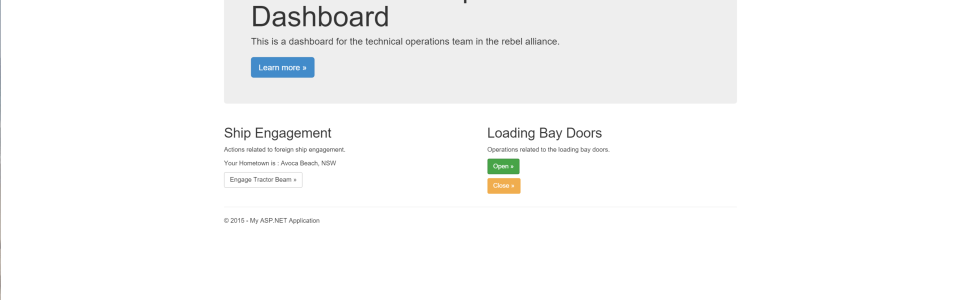 Dashboard
This is a dashboard for the technical operations team in the rebel alliance.
Learn more »
Ship Engagement
Actions related to foreign ship engagement.
Your Hometown is : Avoca Beach, NSW
Engage Tractor Beam »
Loading Bay Doors
Operations related to the loading bay doors.
Open »
Close »
© 2015 - My ASP.NET Application